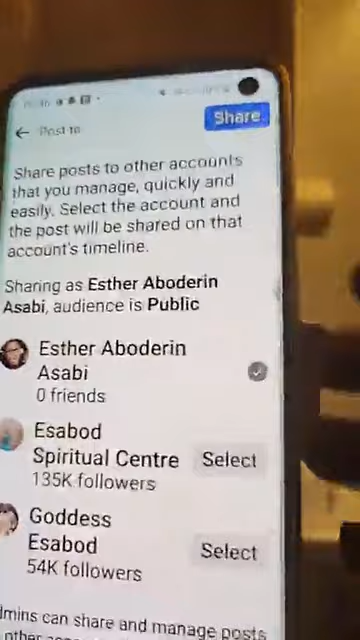 Post to
Share
Share posts to other accounts
that you manage, quickly and
easily. Select the account and
the post will be shared on that
account's timeline.
Sharing as Esther Aboderin
Asabi, audience is Public
Esther Aboderin
Asabi
0 friends
Esabod
Spiritual Centre
135K followers
Select
Goddess
Esabod
54K followers
Select
dmins can share and manage posts